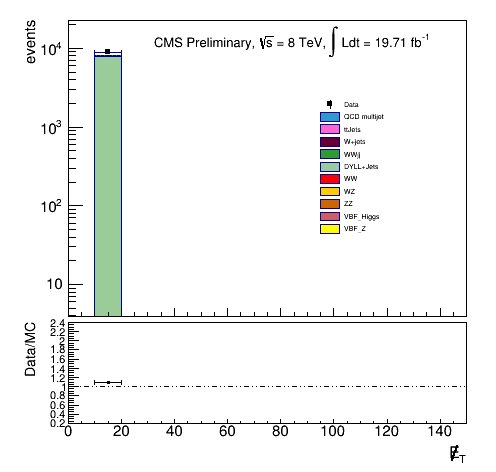 CMS Preliminary, √s = 8 TeV, ∫ Ldt = 19.71 fb⁻¹
events
10⁴
10³
10²
10
Data
QCD multijet
ttJets
W+jets
WWjj
DYLL+Jets
WW
WZ
ZZ
VBF_Higgs
VBF_Z
Data/MC
2.4
2.2
2
1.8
1.6
1.4
1.2
1
0.8
0.6
0.4
0.2
0 20 40 60 80 100 120 140
E̸_T